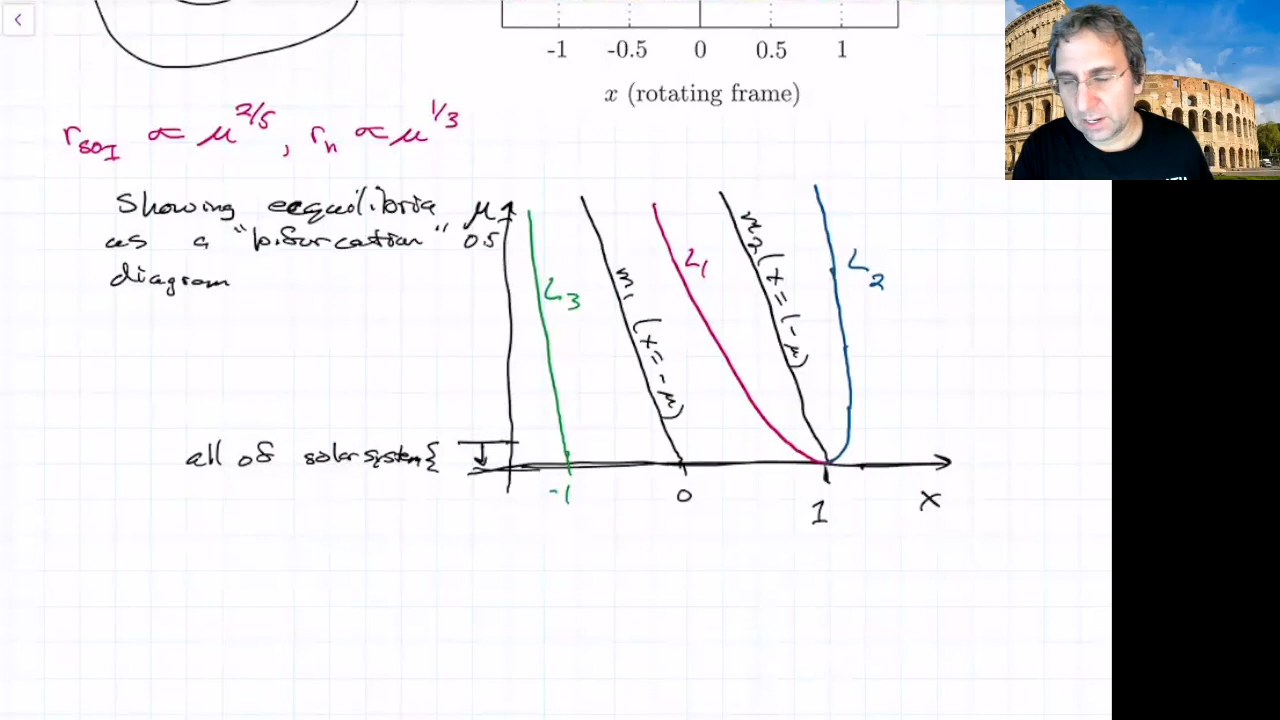 -1 -0.5 0 0.5 1
x (rotating frame)
r_SOI ∝ μ^2/5, r_h ∝ μ^1/3
Showing eequilibria
as a "bifurcation"
diagram
μ
0.5
L3
m1 (x=-μ)
L1
m2 (x=1-μ)
L2
all of solar system {
-1 0 1 x